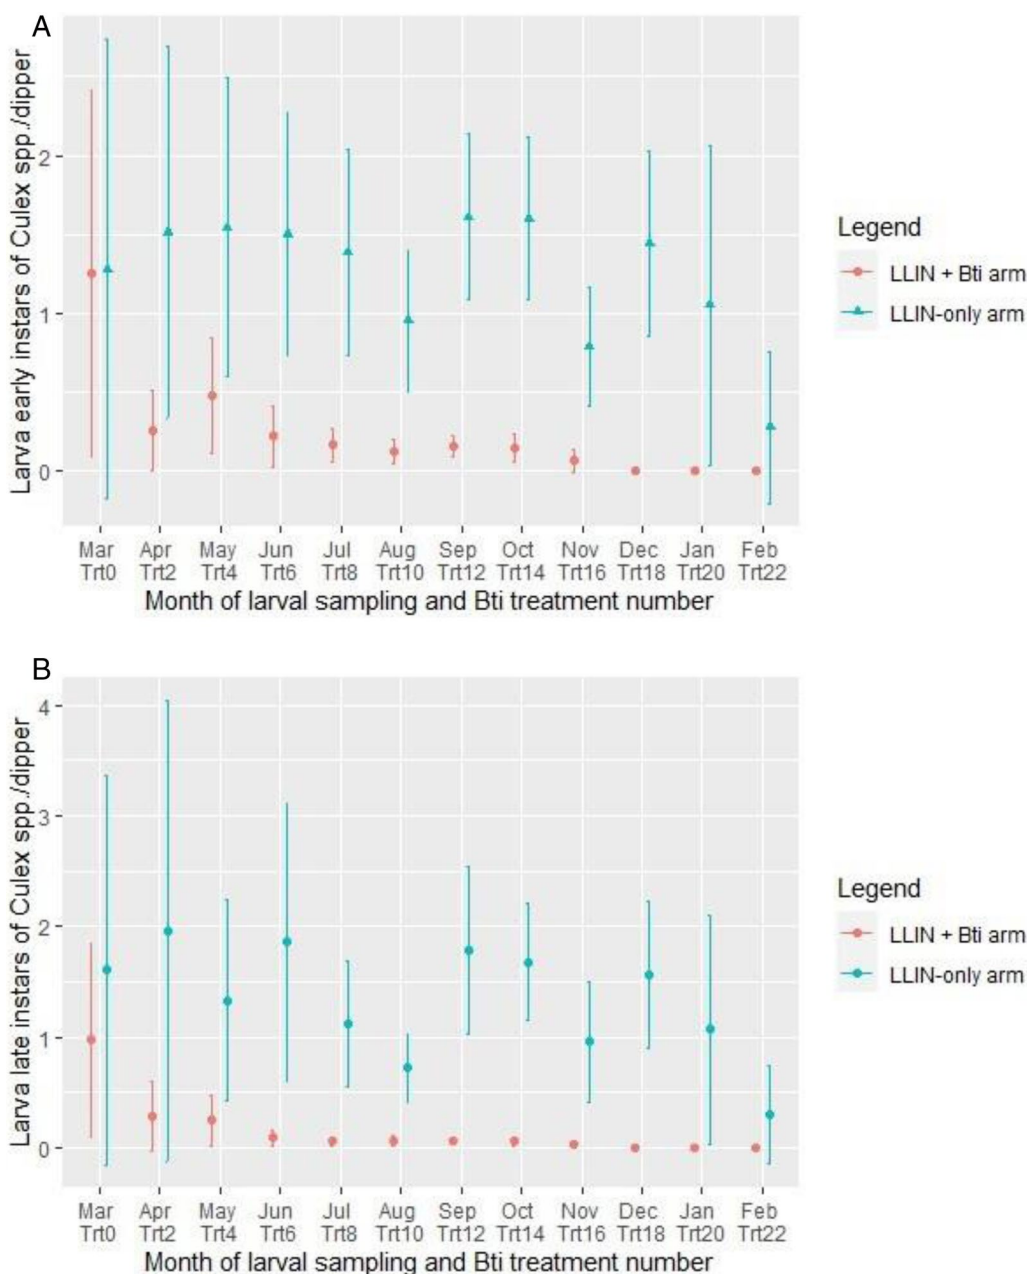 A
Larva early instars of Culex spp./dipper
2
1
0
Mar Apr May Jun Jul Aug Sep Oct Nov Dec Jan Feb
Trt0 Trt2 Trt4 Trt6 Trt8 Trt10 Trt12 Trt14 Trt16 Trt18 Trt20 Trt22
Month of larval sampling and Bti treatment number
Legend
LLIN + Bti arm
LLIN-only arm
B
Larva late instars of Culex spp./dipper
4
3
2
1
0
Mar Apr May Jun Jul Aug Sep Oct Nov Dec Jan Feb
Trt0 Trt2 Trt4 Trt6 Trt8 Trt10 Trt12 Trt14 Trt16 Trt18 Trt20 Trt22
Month of larval sampling and Bti treatment number
Legend
LLIN + Bti arm
LLIN-only arm